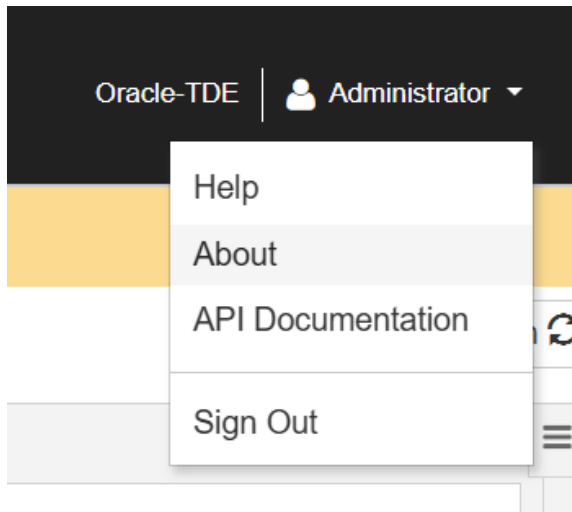 Oracle-TDE Administrator
Help
About
API Documentation
Sign Out